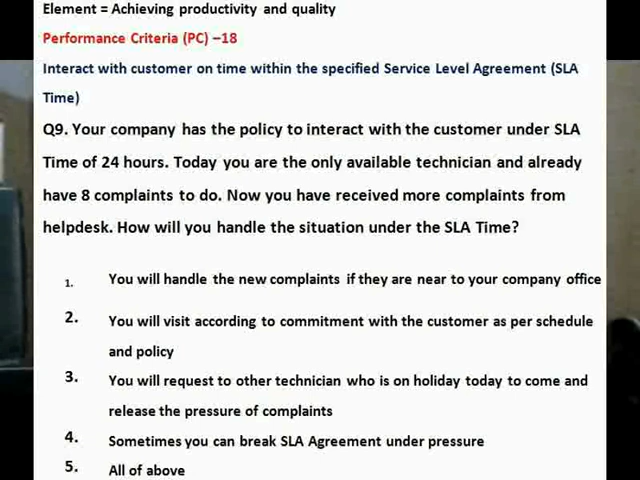 Element = Achieving productivity and quality
Performance Criteria (PC) –18
Interact with customer on time within the specified Service Level Agreement (SLA
Time)
Q9. Your company has the policy to interact with the customer under SLA
Time of 24 hours. Today you are the only available technician and already
have 8 complaints to do. Now you have received more complaints from
helpdesk. How will you handle the situation under the SLA Time?
1. You will handle the new complaints if they are near to your company office
2. You will visit according to commitment with the customer as per schedule
and policy
3. You will request to other technician who is on holiday today to come and
release the pressure of complaints
4. Sometimes you can break SLA Agreement under pressure
5. All of above